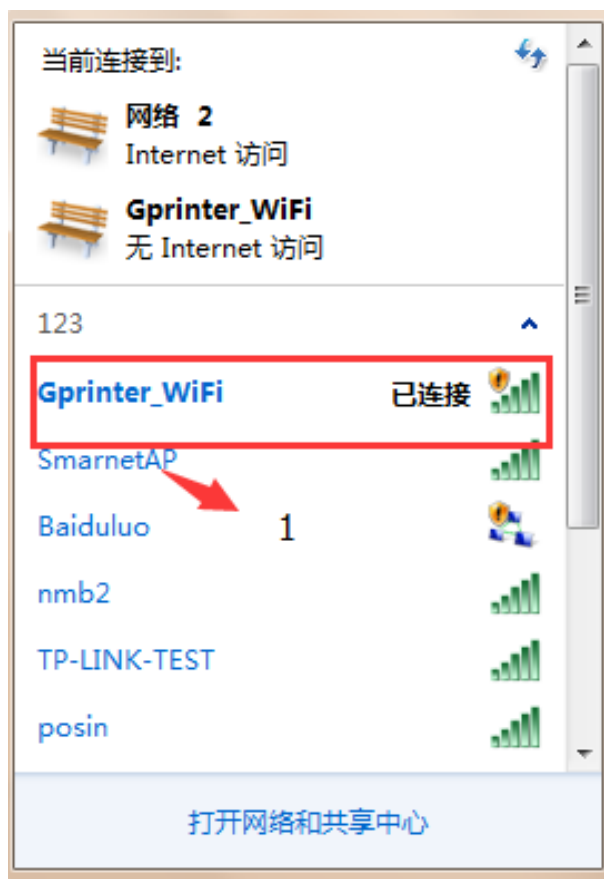 当前连接到:
网络 2
Internet 访问
Gprinter_WiFi
无 Internet 访问
123
Gprinter_WiFi 已连接
SmarnetAP
Baiduluo 1
nmb2
TP-LINK-TEST
posin
打开网络和共享中心